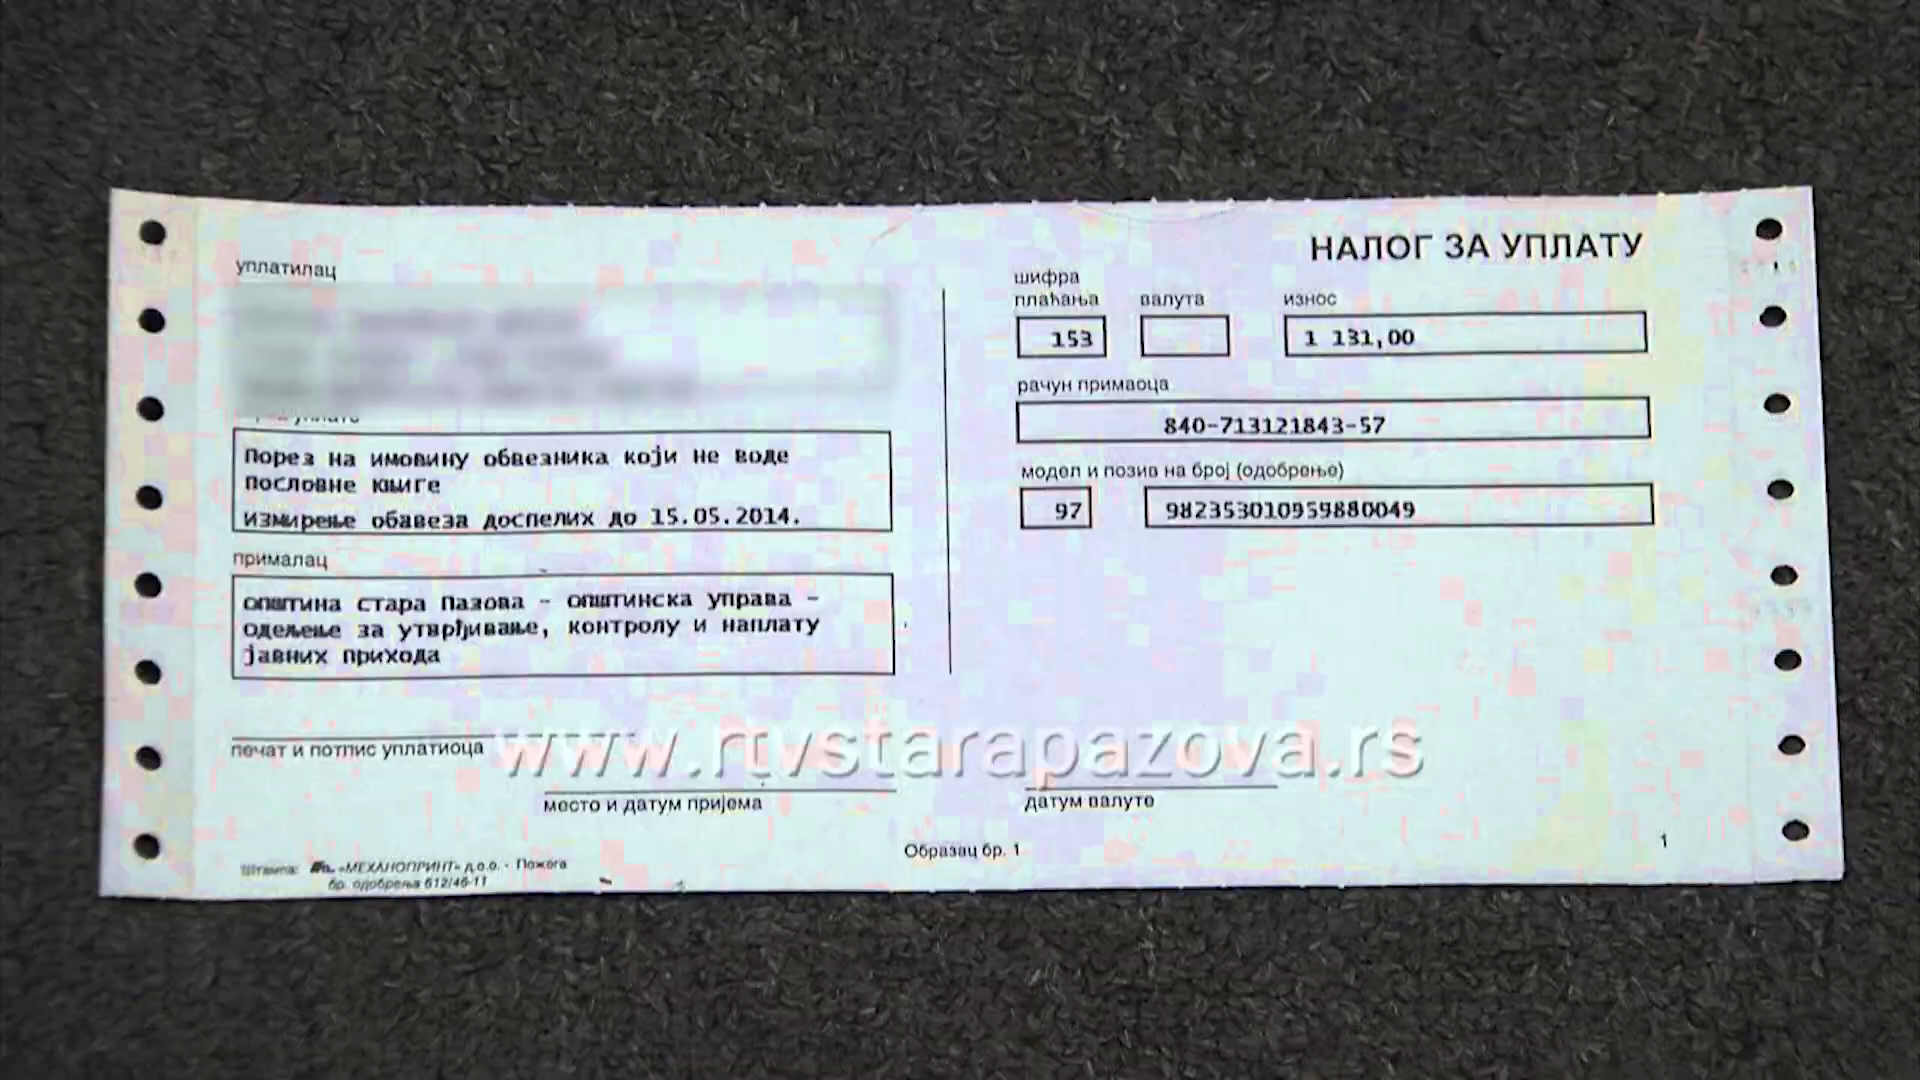 НАЛОГ ЗА УПЛАТУ
уплатилац
Порез на имовину обвезника који не воде
пословне књиге
измирење обавеза доспелих до 15.05.2014.
прималац
општина стара Пазова - општинска управа -
одељење за утврђивање, контролу и наплату
јавних прихода
печат и потпис уплатиоца
место и датум пријема
шифра
плаћања
валута
износ
153
1 131,00
рачун примаоца
840-713121843-57
модел и позив на број (одобрење)
97
982353010959880049
датум валуте
www.rtvstarapazova.rs
Образац бр. 1
1
Штампа: «МЕХАНОПРИНТ» д.о.о. - Пожега
бр. одобрења 612/46-11